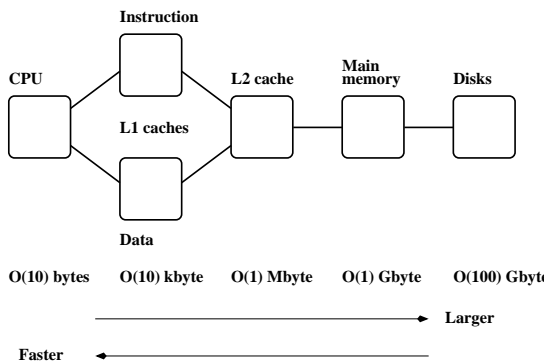 Instruction
CPU
L2 cache
Main
memory
Disks
L1 caches
Data
O(10) bytes
O(10) kbyte
O(1) Mbyte
O(1) Gbyte
O(100) Gbyte
Larger
Faster